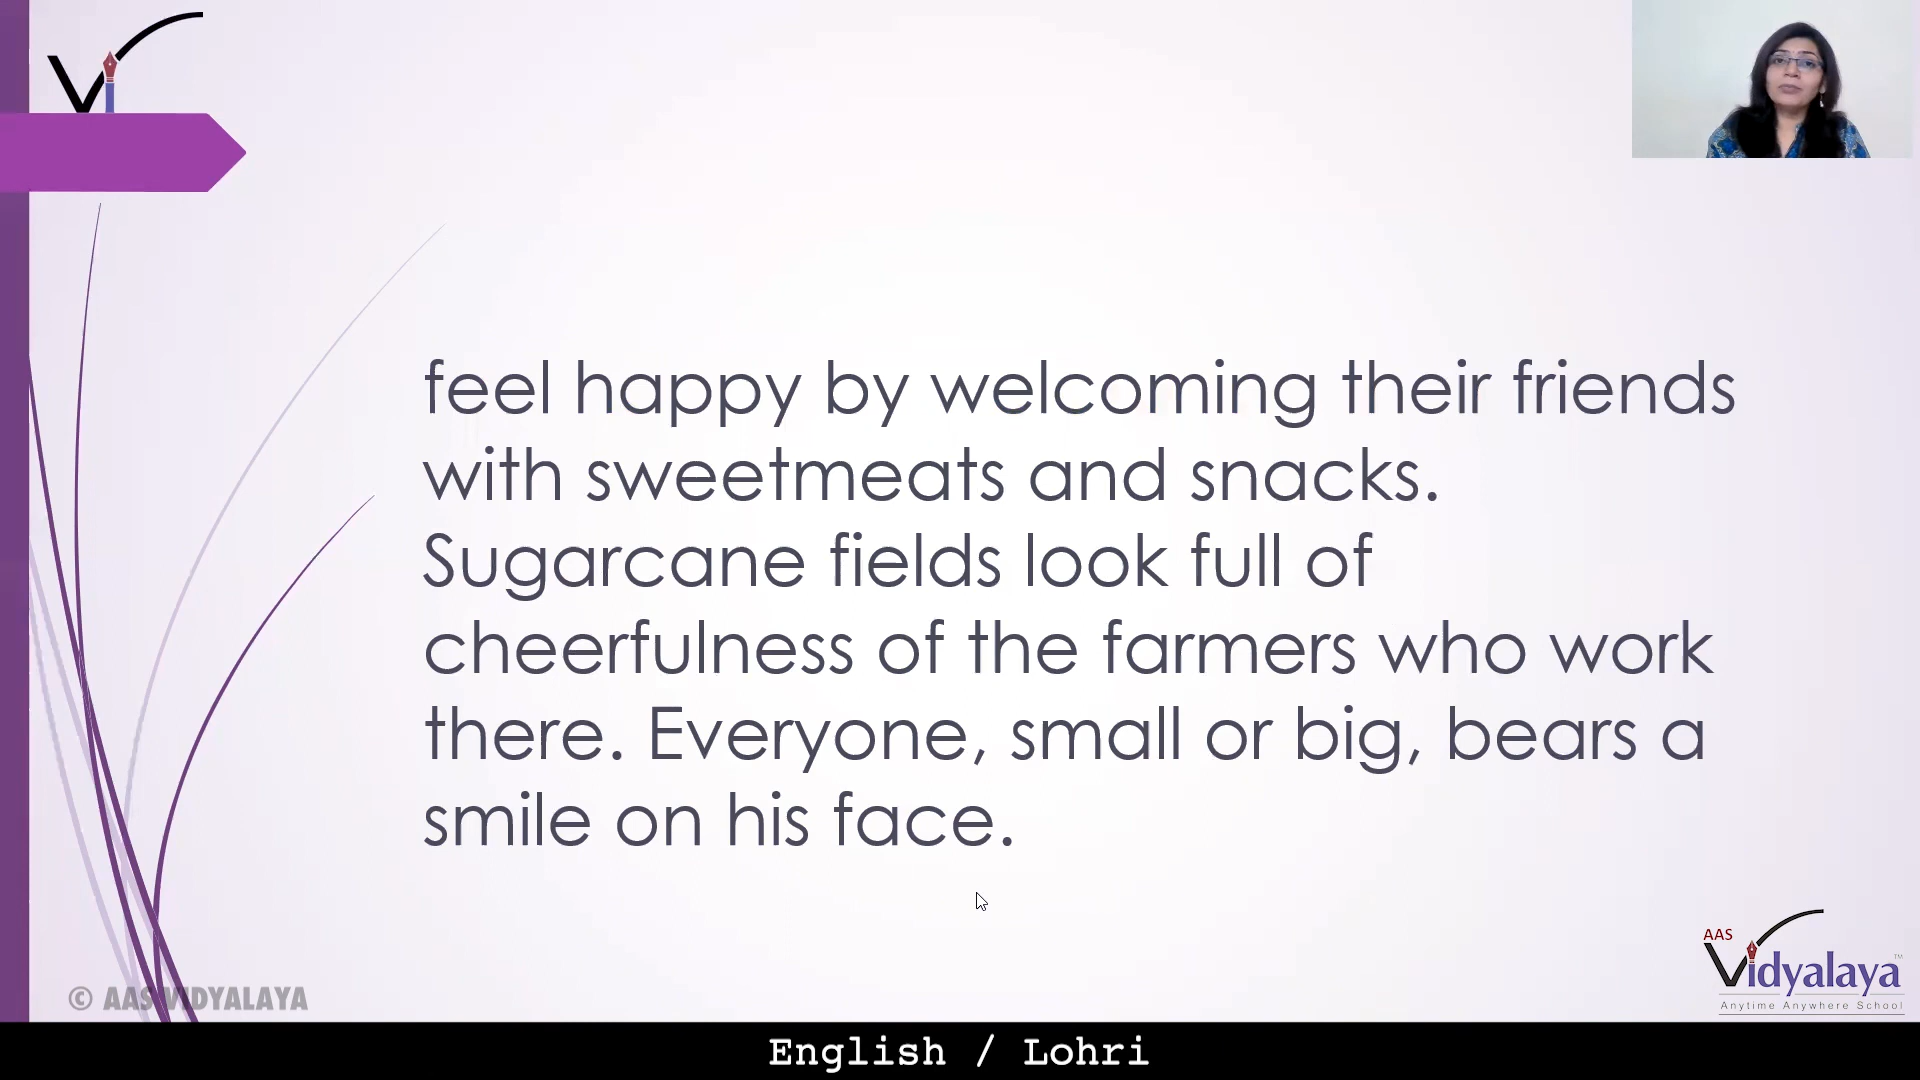 Vi
feel happy by welcoming their friends
with sweetmeats and snacks.
Sugarcane fields look full of
cheerfulness of the farmers who work
there. Everyone, small or big, bears a
smile on his face.
AAS
Vidyalaya™
Anytime Anywhere School
© AAS VIDYALAYA
English / Lohri